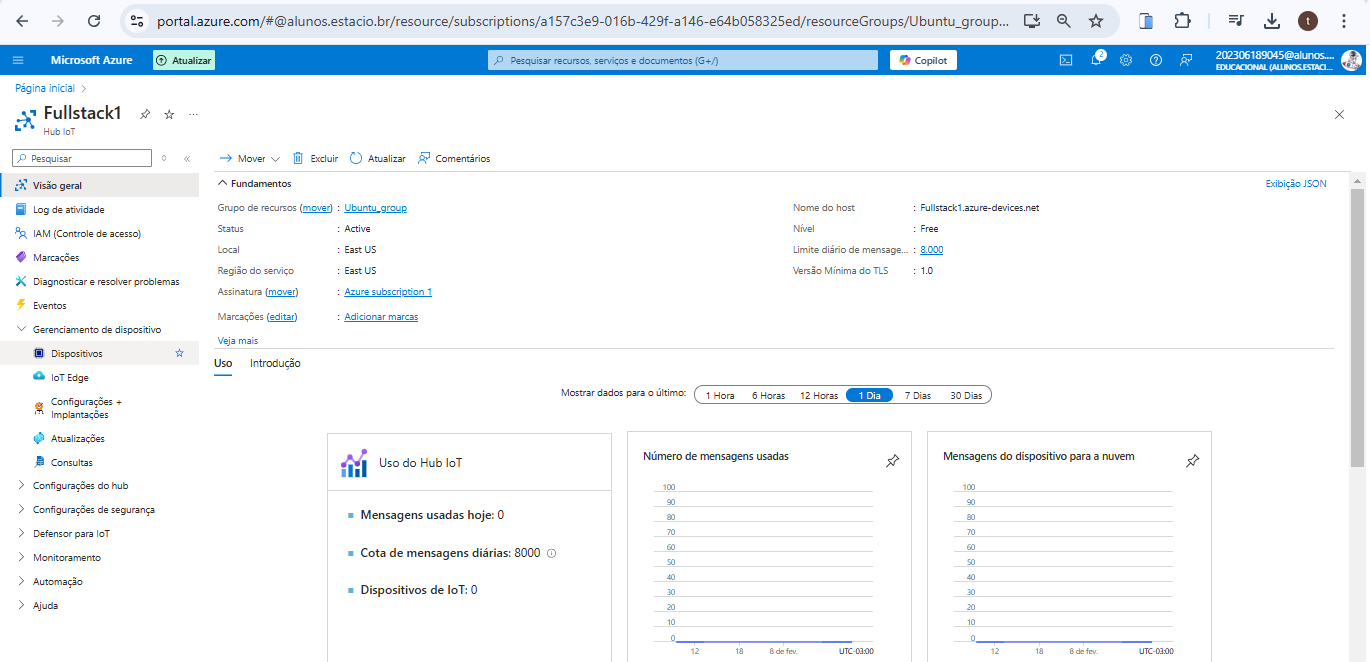 portal.azure.com/#@alunos.estacio.br/resource/subscriptions/a157c3e9-016b-429f-a146-e64b058325ed/resourceGroups/Ubuntu_group...
t
Microsoft Azure
Atualizar
Pesquisar recursos, serviços e documentos (G+/)
Copilot
2
202306189045@alunos....
EDUCACIONAL (ALUNOS.ESTACI...
Página inicial
Fullstack1
...
Hub IoT
Pesquisar
Visão geral
Log de atividade
IAM (Controle de acesso)
Marcações
Diagnosticar e resolver problemas
Eventos
Gerenciamento de dispositivo
Dispositivos
IoT Edge
Configurações +
Implantações
Atualizações
Consultas
Configurações do hub
Configurações de segurança
Defensor para IoT
Monitoramento
Automação
Ajuda
Mover
Excluir
Atualizar
Comentários
Fundamentos
Exibição JSON
Grupo de recursos (mover) : Ubuntu_group
Status : Active
Local : East US
Região do serviço : East US
Assinatura (mover) : Azure subscription 1
Marcações (editar) : Adicionar marcas
Veja mais
Nome do host : Fullstack1.azure-devices.net
Nível : Free
Limite diário de mensage... : 8.000
Versão Mínima do TLS : 1.0
Uso Introdução
Mostrar dados para o último: 1 Hora 6 Horas 12 Horas 1 Dia 7 Dias 30 Dias
Uso do Hub IoT
Mensagens usadas hoje: 0
Cota de mensagens diárias: 8000
Dispositivos de IoT: 0
Número de mensagens usadas
100
90
80
70
60
50
40
30
20
10
0
12 18 8 de fev. UTC-03:00
Mensagens do dispositivo para a nuvem
100
90
80
70
60
50
40
30
20
10
0
12 18 8 de fev. UTC-03:00